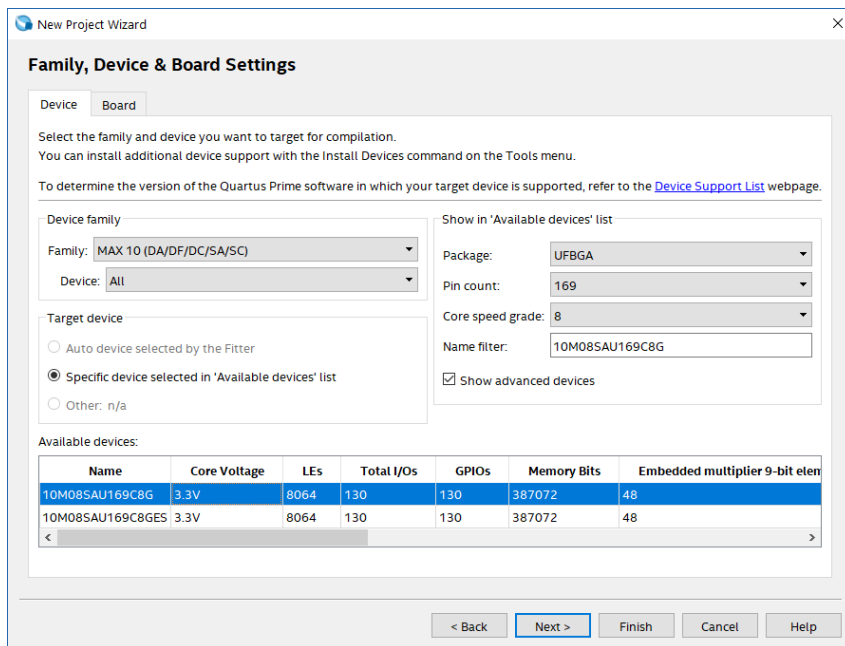 New Project Wizard
Family, Device & Board Settings
Device Board
Select the family and device you want to target for compilation.
You can install additional device support with the Install Devices command on the Tools menu.
To determine the version of the Quartus Prime software in which your target device is supported, refer to the Device Support List webpage.
Device family
Family: MAX 10 (DA/DF/DC/SA/SC)
Device: All
Target device
Auto device selected by the Fitter
Specific device selected in 'Available devices' list
Other: n/a
Show in 'Available devices' list
Package: UFBGA
Pin count: 169
Core speed grade: 8
Name filter: 10M08SAU169C8G
Show advanced devices
Available devices:
Name Core Voltage LEs Total I/Os GPIOs Memory Bits Embedded multiplier 9-bit elem
10M08SAU169C8G 3.3V 8064 130 130 387072 48
10M08SAU169C8GES 3.3V 8064 130 130 387072 48
< Back Next > Finish Cancel Help